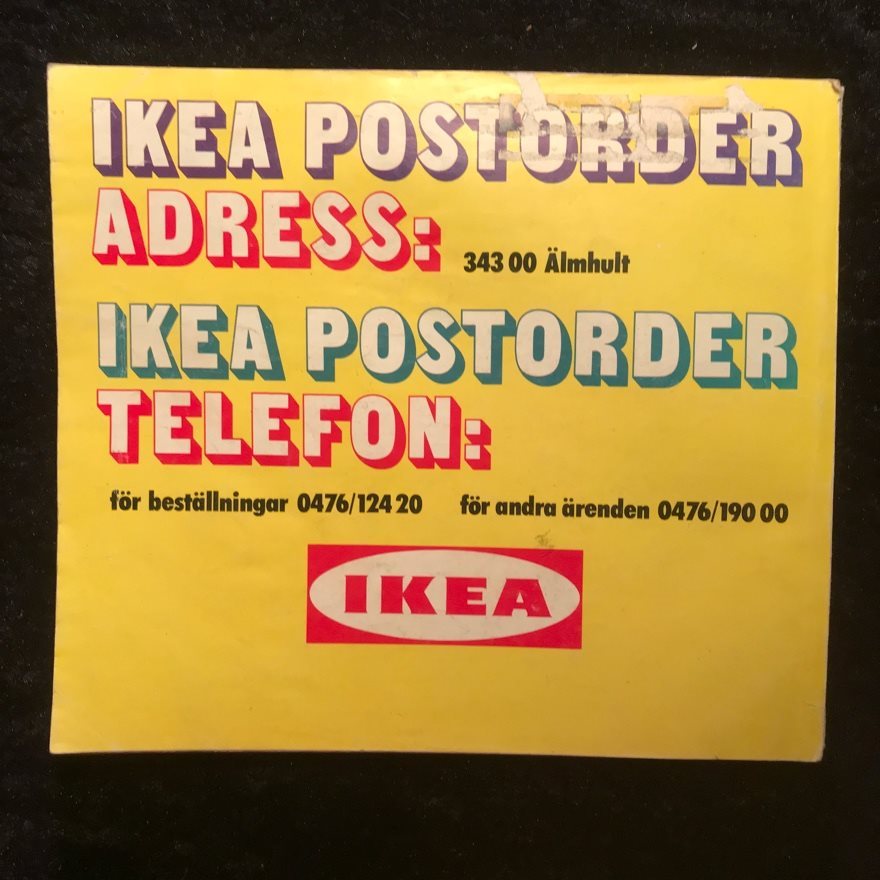 IKEA POSTORDER
ADRESS: 343 00 Älmhult
IKEA POSTORDER
TELEFON:
för beställningar 0476/124 20 för andra ärenden 0476/190 00
IKEA